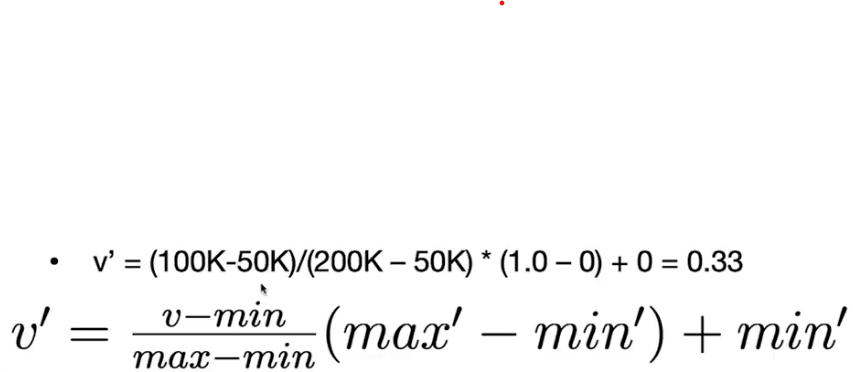 • v’ = (100K-50K)/(200K – 50K) * (1.0 – 0) + 0 = 0.33
v′ = v−min/max−min (max′ − min′) + min′